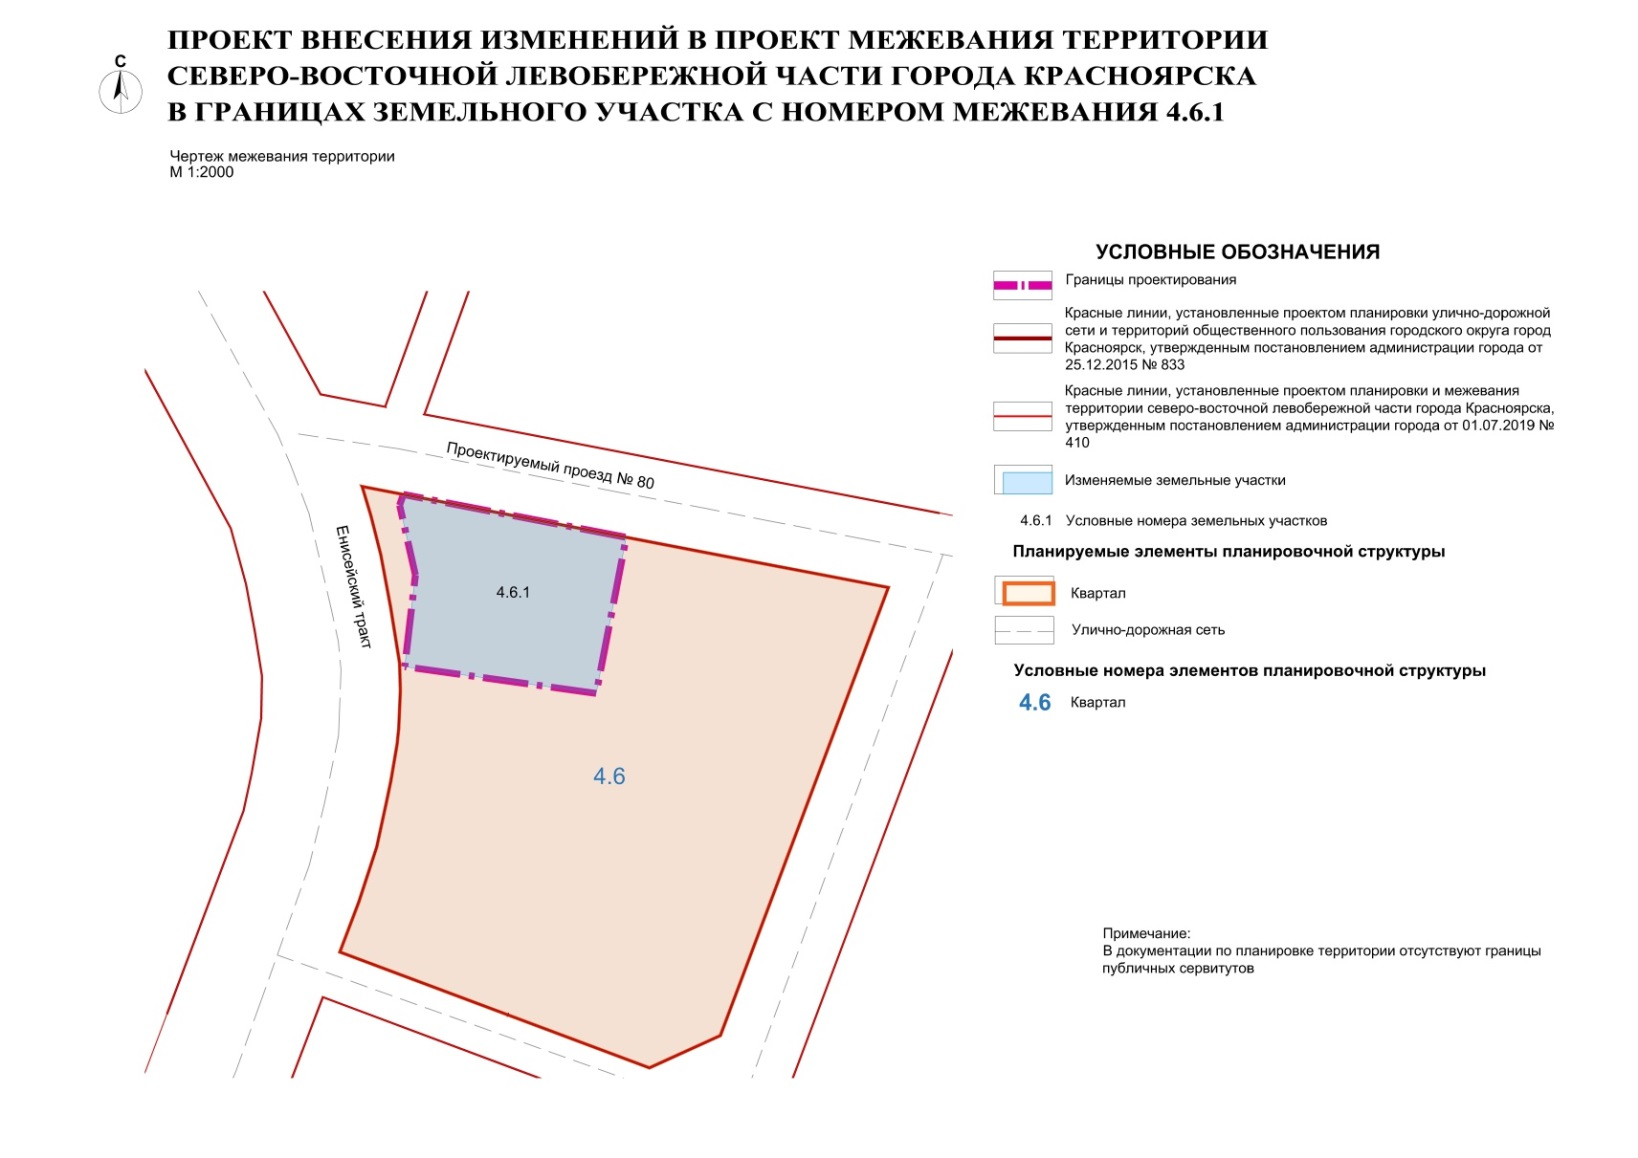 С
ПРОЕКТ ВНЕСЕНИЯ ИЗМЕНЕНИЙ В ПРОЕКТ МЕЖЕВАНИЯ ТЕРРИТОРИИ
СЕВЕРО-ВОСТОЧНОЙ ЛЕВОБЕРЕЖНОЙ ЧАСТИ ГОРОДА КРАСНОЯРСКА
В ГРАНИЦАХ ЗЕМЕЛЬНОГО УЧАСТКА С НОМЕРОМ МЕЖЕВАНИЯ 4.6.1
Чертеж межевания территории
М 1:2000
Проектируемый проезд № 80
Енисейский тракт
4.6.1
4.6
УСЛОВНЫЕ ОБОЗНАЧЕНИЯ
Границы проектирования
Красные линии, установленные проектом планировки улично-дорожной
сети и территорий общественного пользования городского округа город
Красноярск, утвержденным постановлением администрации города от
25.12.2015 № 833
Красные линии, установленные проектом планировки и межевания
территории северо-восточной левобережной части города Красноярска,
утвержденным постановлением администрации города от 01.07.2019 №
410
Изменяемые земельные участки
4.6.1 Условные номера земельных участков
Планируемые элементы планировочной структуры
Квартал
Улично-дорожная сеть
Условные номера элементов планировочной структуры
4.6 Квартал
Примечание:
В документации по планировке территории отсутствуют границы
публичных сервитутов